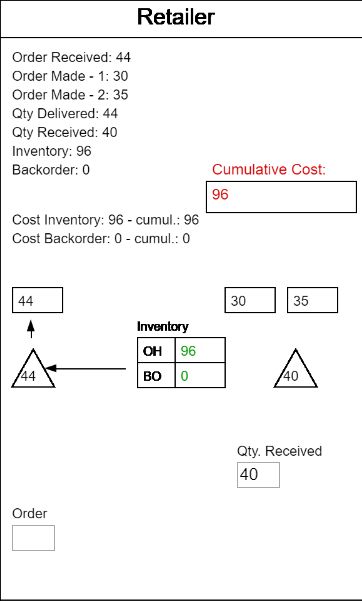 Retailer
Order Received: 44
Order Made - 1: 30
Order Made - 2: 35
Qty Delivered: 44
Qty Received: 40
Inventory: 96
Backorder: 0
Cumulative Cost:
96
Cost Inventory: 96 - cumul.: 96
Cost Backorder: 0 - cumul.: 0
44
30
35
Inventory
OH 96
BO 0
44
40
Qty. Received
40
Order